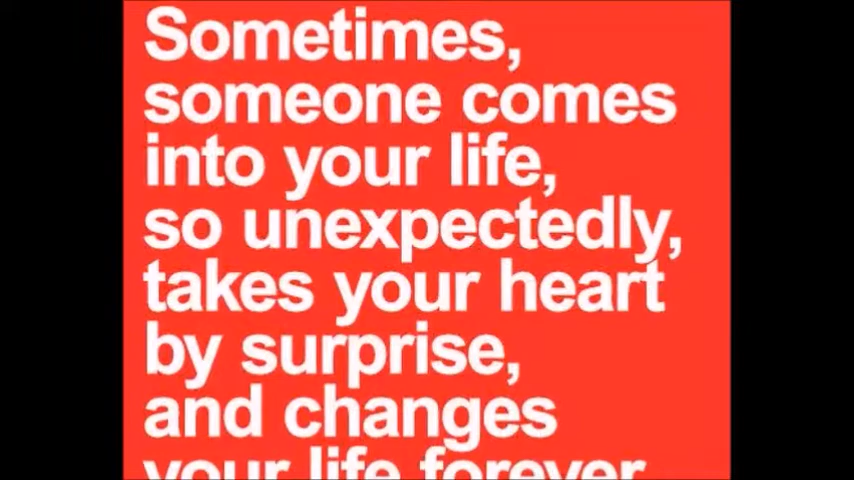 Sometimes,
someone comes
into your life,
so unexpectedly,
takes your heart
by surprise,
and changes
your life forever